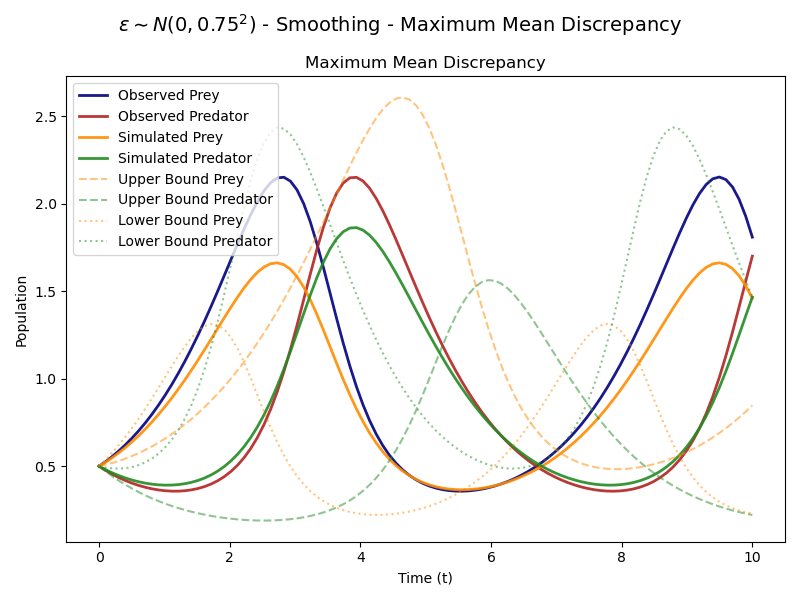 ε ~ N(0, 0.75²) - Smoothing - Maximum Mean Discrepancy
Maximum Mean Discrepancy
Observed Prey
Observed Predator
Simulated Prey
Simulated Predator
Upper Bound Prey
Upper Bound Predator
Lower Bound Prey
Lower Bound Predator
2.5
2.0
1.5
1.0
0.5
Population
0 2 4 6 8 10
Time (t)